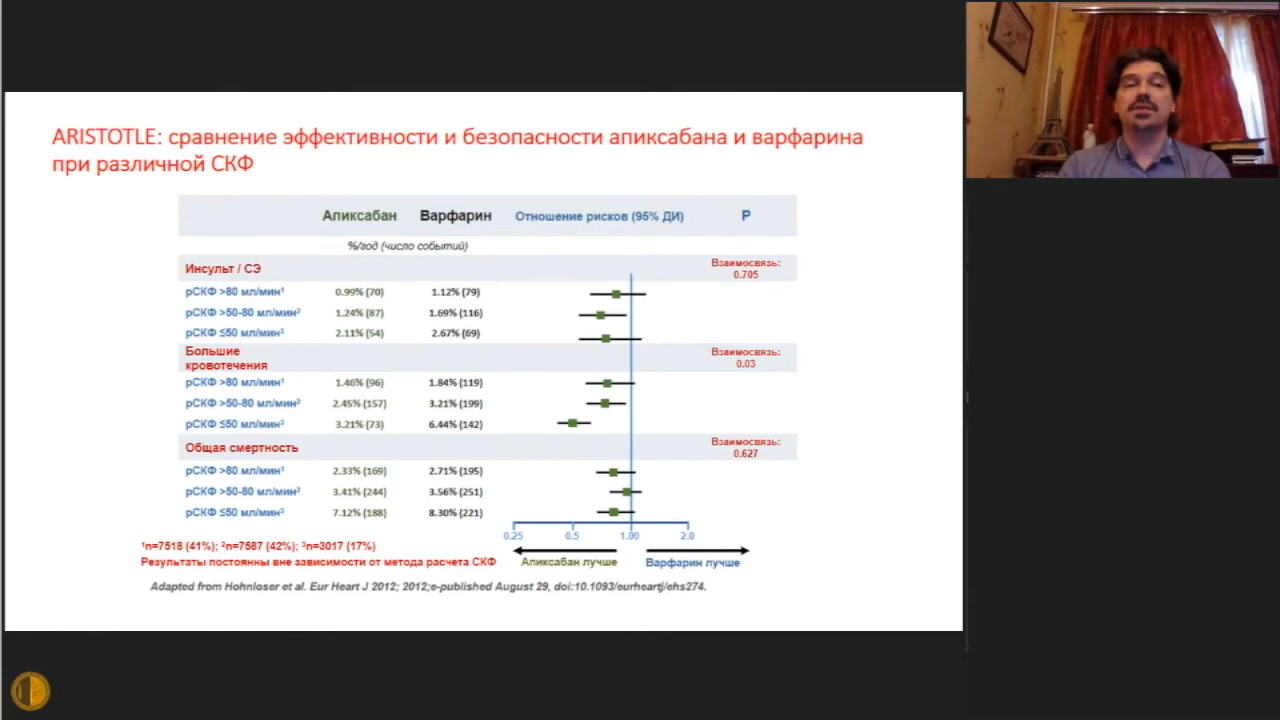 ARISTOTLE: сравнение эффективности и безопасности апиксабана и варфарина
при различной СКФ
Апиксабан Варфарин Отношение рисков (95% ДИ) P
%/год (число событий)
Инсульт / СЭ Взаимосвязь: 0.705
рСКФ >80 мл/мин¹ 0.99% (70) 1.12% (79)
рСКФ >50-80 мл/мин² 1.24% (87) 1.69% (116)
рСКФ ≤50 мл/мин³ 2.11% (54) 2.67% (69)
Большие кровотечения Взаимосвязь: 0.03
рСКФ >80 мл/мин¹ 1.46% (96) 1.84% (119)
рСКФ >50-80 мл/мин² 2.45% (157) 3.21% (199)
рСКФ ≤50 мл/мин³ 3.21% (73) 6.44% (142)
Общая смертность Взаимосвязь: 0.627
рСКФ >80 мл/мин¹ 2.33% (169) 2.71% (195)
рСКФ >50-80 мл/мин² 3.41% (244) 3.56% (251)
рСКФ ≤50 мл/мин³ 7.12% (188) 8.30% (221)
0.25 0.5 1.00 2.0
Апиксабан лучше Варфарин лучше
¹n=7518 (41%); ²n=7587 (42%); ³n=3017 (17%)
Результаты постоянны вне зависимости от метода расчета СКФ
Adapted from Hohnloser et al. Eur Heart J 2012; 2012;e-published August 29, doi:10.1093/eurheartj/ehs274.